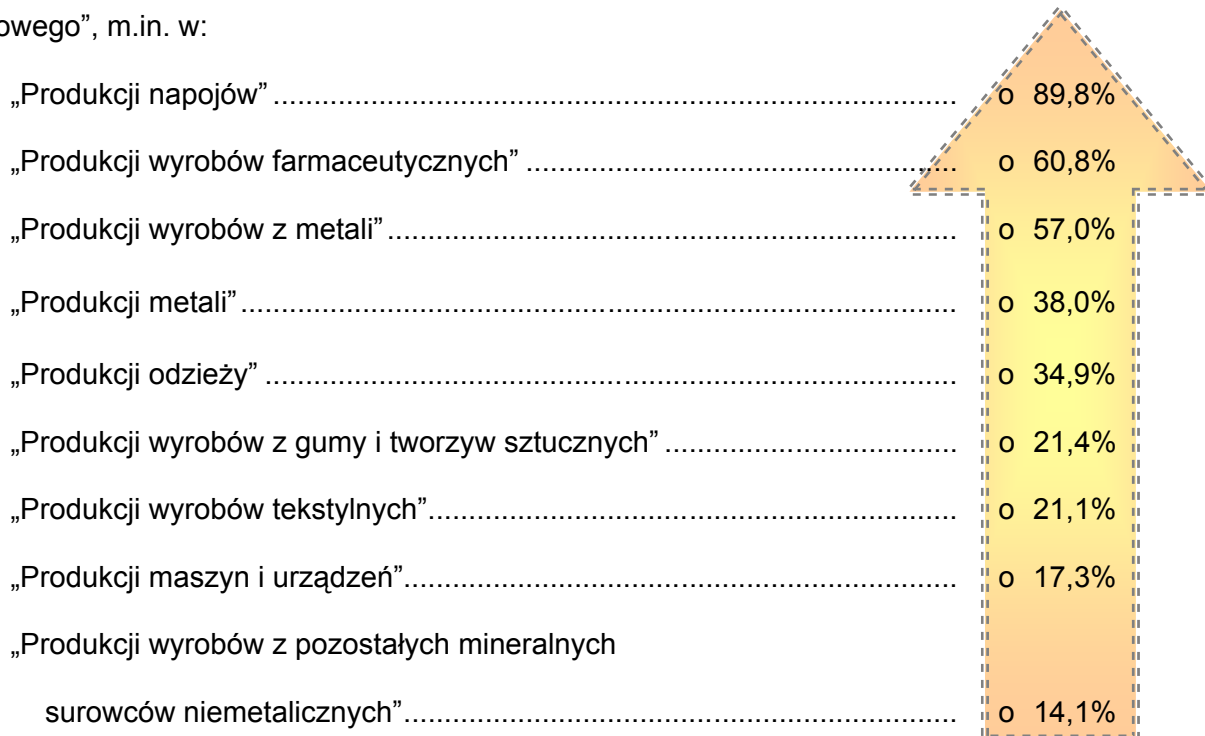 owego”, m.in. w:
„Produkcji napojów” ........................................................................................ o 89,8%
„Produkcji wyrobów farmaceutycznych” ....................................................... o 60,8%
„Produkcji wyrobów z metali” ......................................................................... o 57,0%
„Produkcji metali” ............................................................................................ o 38,0%
„Produkcji odzieży” ......................................................................................... o 34,9%
„Produkcji wyrobów z gumy i tworzyw sztucznych” ...................................... o 21,4%
„Produkcji wyrobów tekstylnych”.................................................................... o 21,1%
„Produkcji maszyn i urządzeń”....................................................................... o 17,3%
„Produkcji wyrobów z pozostałych mineralnych
surowców niemetalicznych”....................................................................... o 14,1%